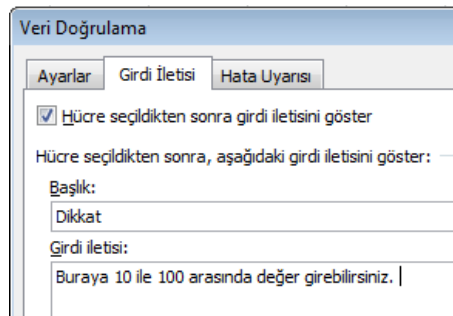 Veri Doğrulama
Ayarlar Girdi İletisi Hata Uyarısı
Hücre seçildikten sonra girdi iletisini göster
Hücre seçildikten sonra, aşağıdaki girdi iletisini göster:
Başlık:
Dikkat
Girdi iletisi:
Buraya 10 ile 100 arasında değer girebilirsiniz.